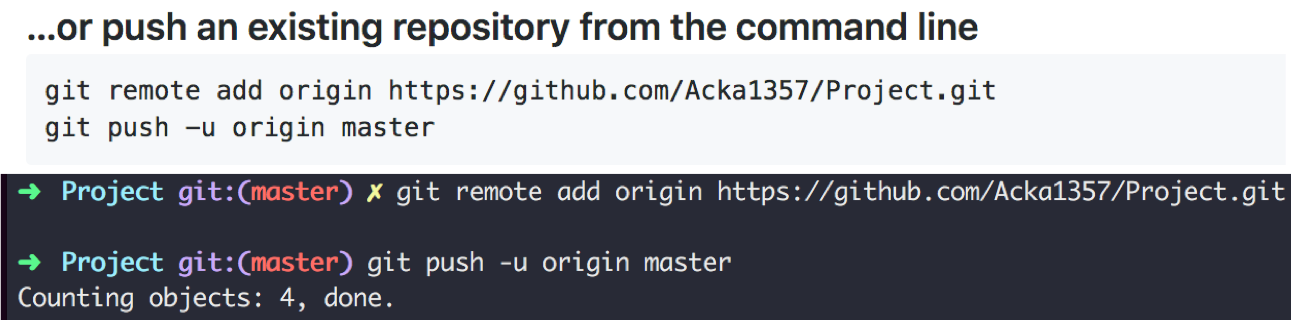 ...or push an existing repository from the command line
git remote add origin https://github.com/Acka1357/Project.git
git push -u origin master
➜ Project git:(master) ✗ git remote add origin https://github.com/Acka1357/Project.git
➜ Project git:(master) git push -u origin master
Counting objects: 4, done.